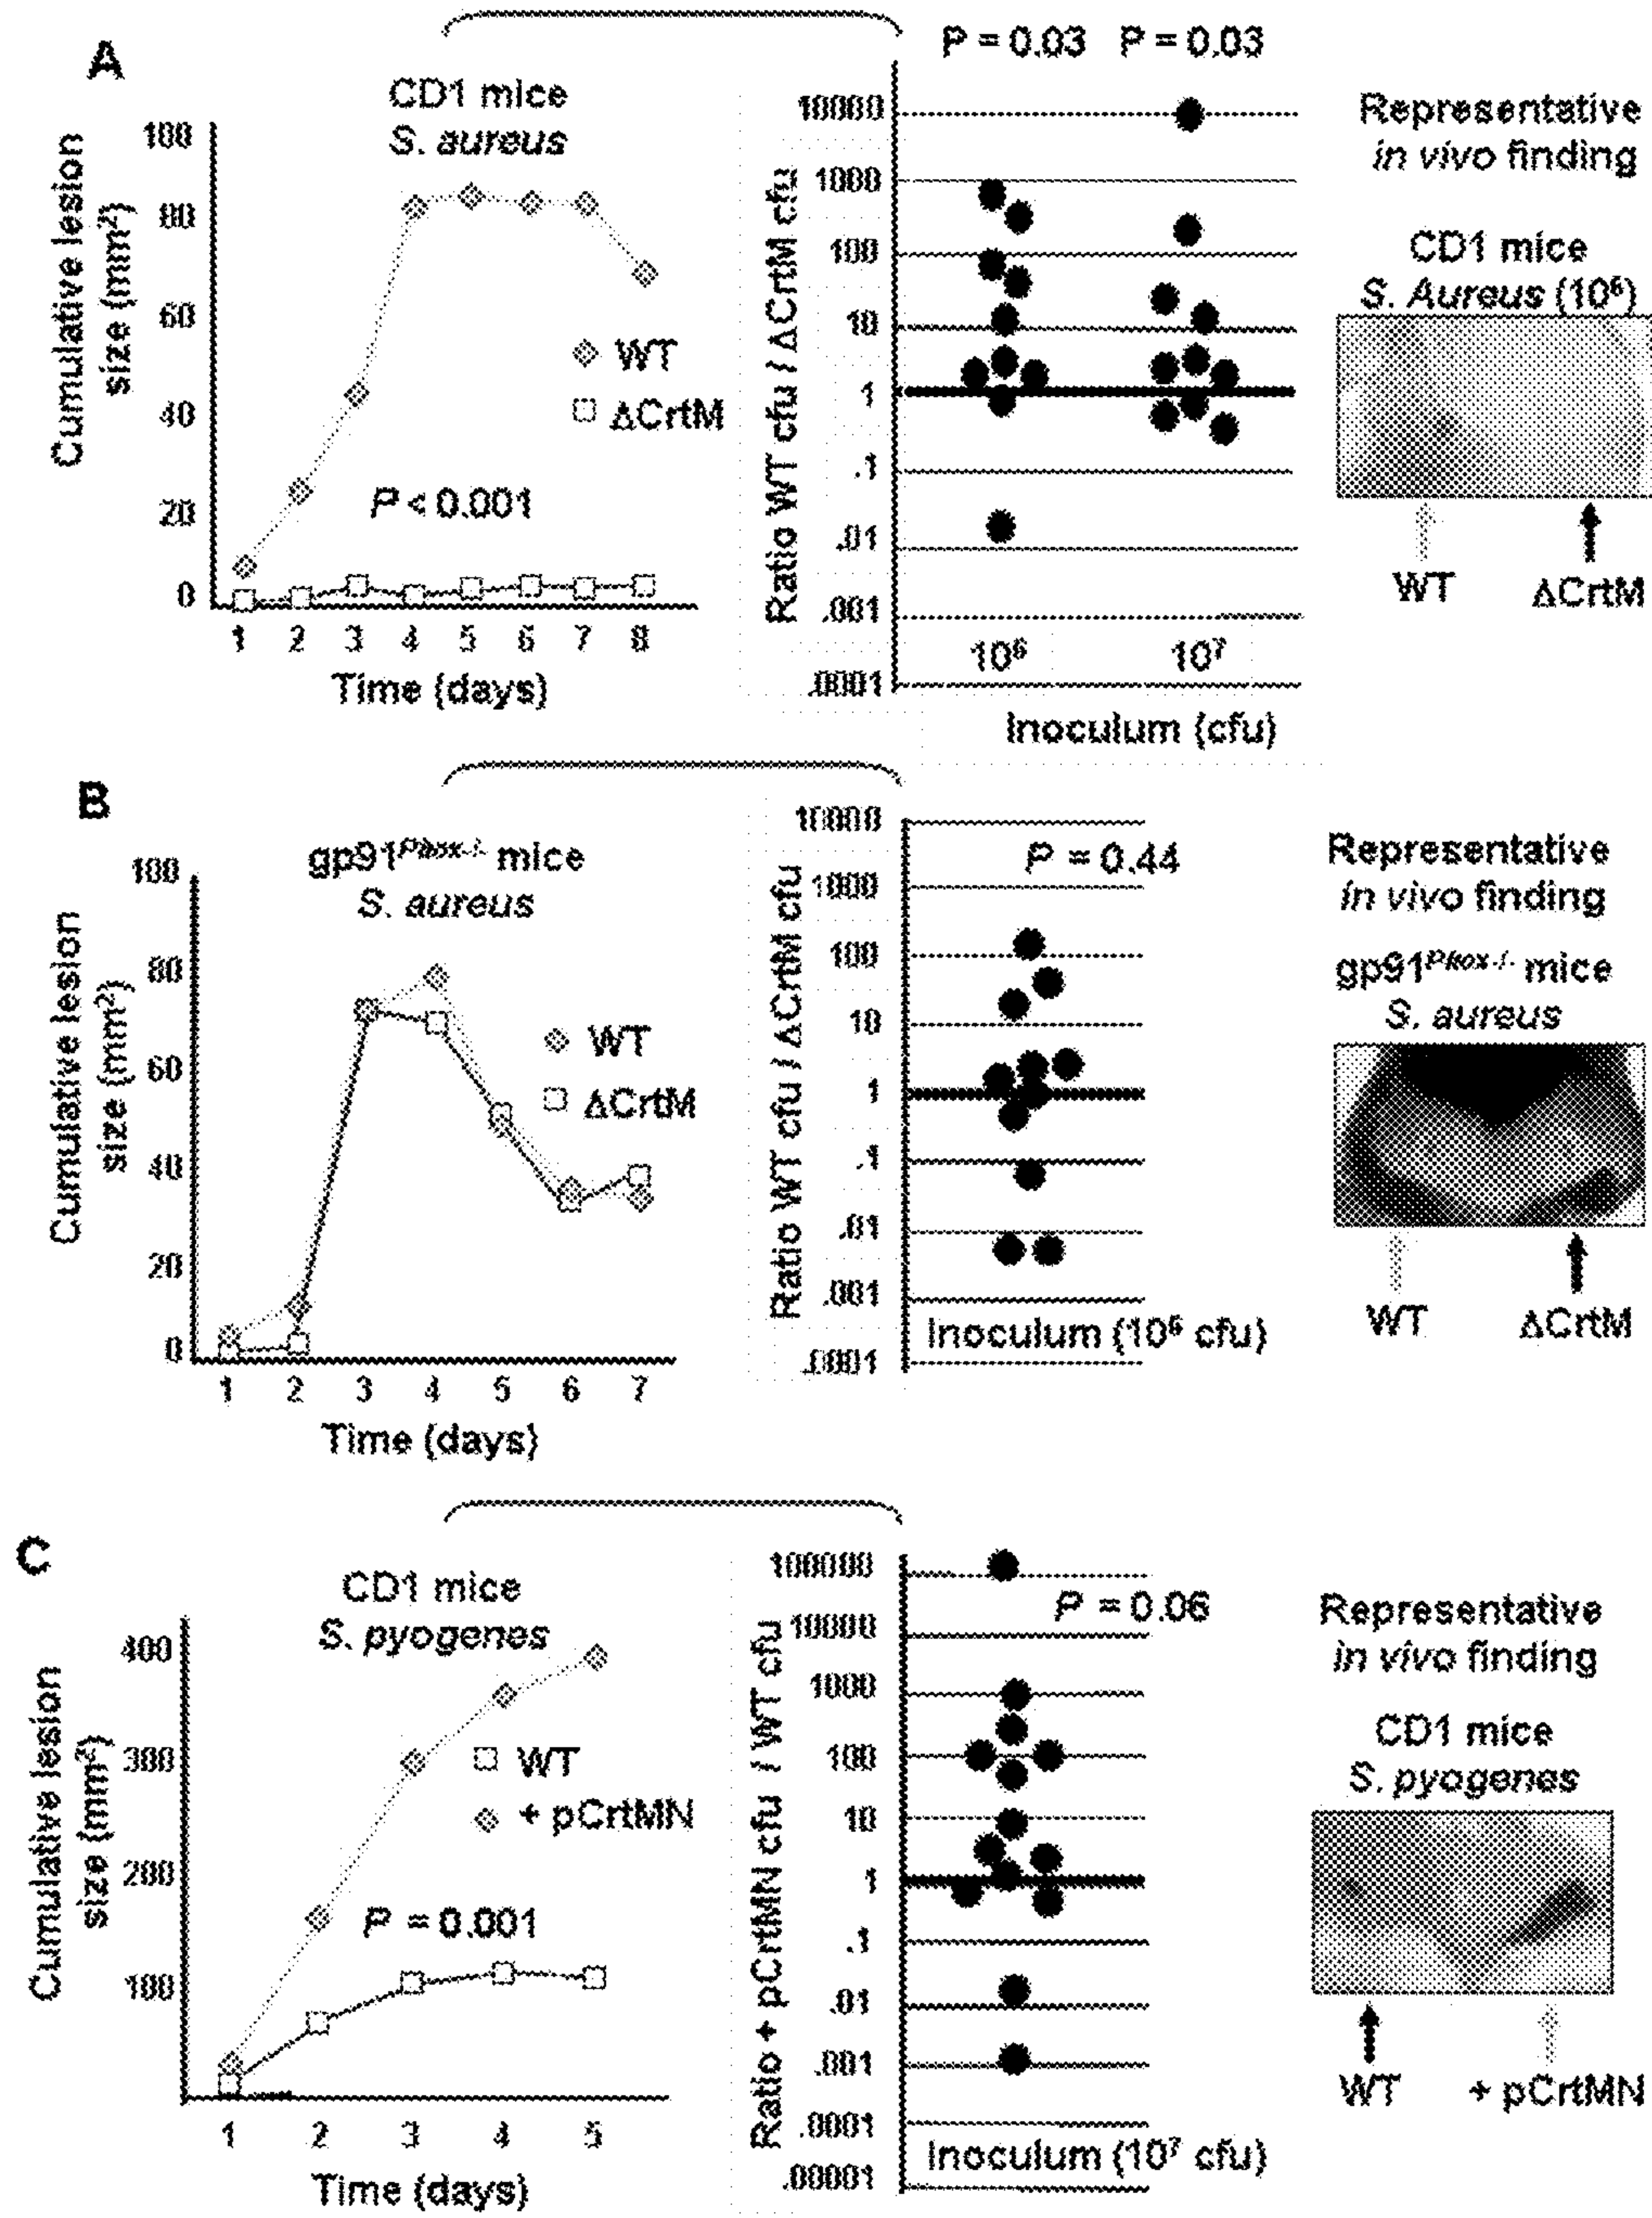 A
CD1 mice
S. aureus
Cumulative lesion
size (mm²)
100
80
60
40
20
0
WT
ΔCrtM
P < 0.001
1 2 3 4 5 6 7 8
Time (days)
P = 0.03 P = 0.03
Ratio WT cfu / ΔCrtM cfu
10000
1000
100
10
1
.1
.01
.001
.0001
10⁶ 10⁷
Inoculum (cfu)
Representative
in vivo finding
CD1 mice
S. Aureus (10⁶)
WT ΔCrtM
B
gp91Phox-/- mice
S. aureus
Cumulative lesion
size (mm²)
100
80
60
40
20
0
WT
ΔCrtM
1 2 3 4 5 6 7
Time (days)
P = 0.44
Ratio WT cfu / ΔCrtM cfu
10000
1000
100
10
1
.1
.01
.001
.0001
Inoculum (10⁶ cfu)
Representative
in vivo finding
gp91Phox-/- mice
S. aureus
WT ΔCrtM
C
CD1 mice
S. pyogenes
Cumulative lesion
size (mm²)
400
300
200
100
WT
+ pCrtMN
P = 0.001
1 2 3 4 5
Time (days)
P = 0.06
Ratio + pCrtMN cfu / WT cfu
100000
10000
1000
100
10
1
.1
.01
.001
.0001
.00001
Inoculum (10⁷ cfu)
Representative
in vivo finding
CD1 mice
S. pyogenes
WT + pCrtMN